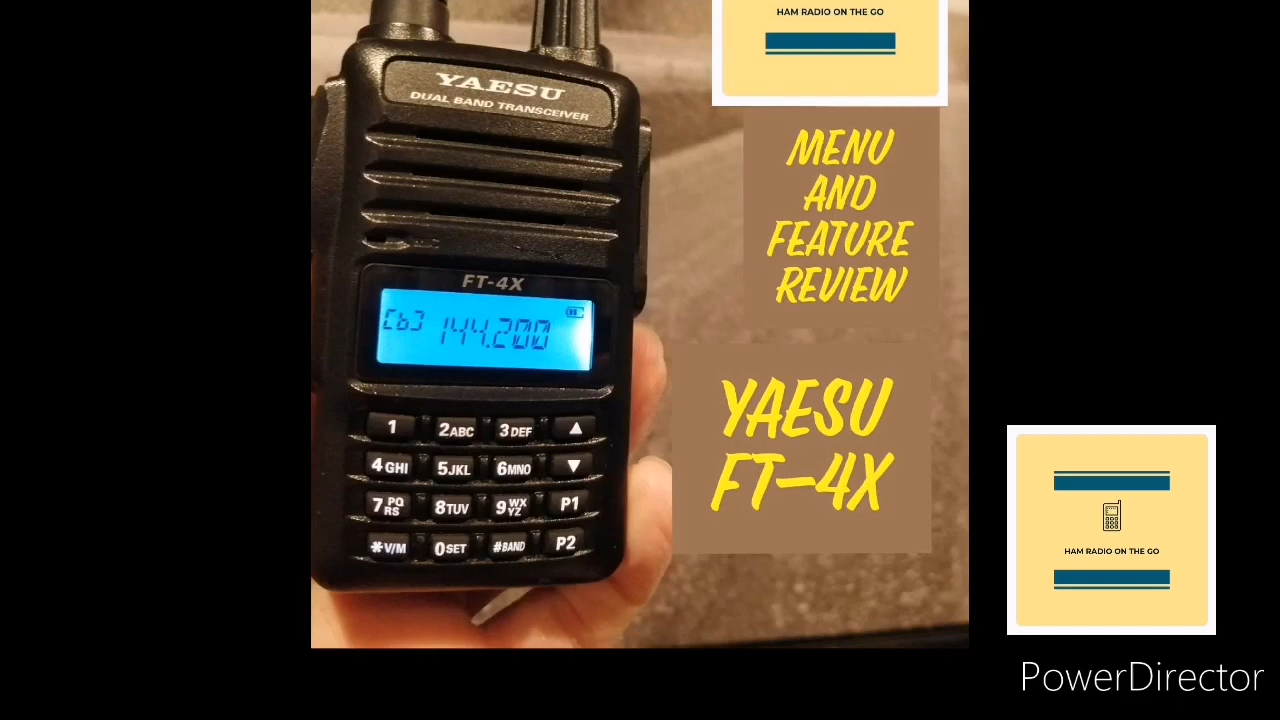 HAM RADIO ON THE GO
YAESU
DUAL BAND TRANSCEIVER
MENU
AND
FEATURE
REVIEW
FT-4X
[b] 144.200
YAESU
FT-4X
1
2ABC
3DEF
▲
4GHI
5JKL
6MNO
▼
7PQRS
8TUV
9WXYZ
P1
*V/M
0SET
#BAND
P2
HAM RADIO ON THE GO
PowerDirector